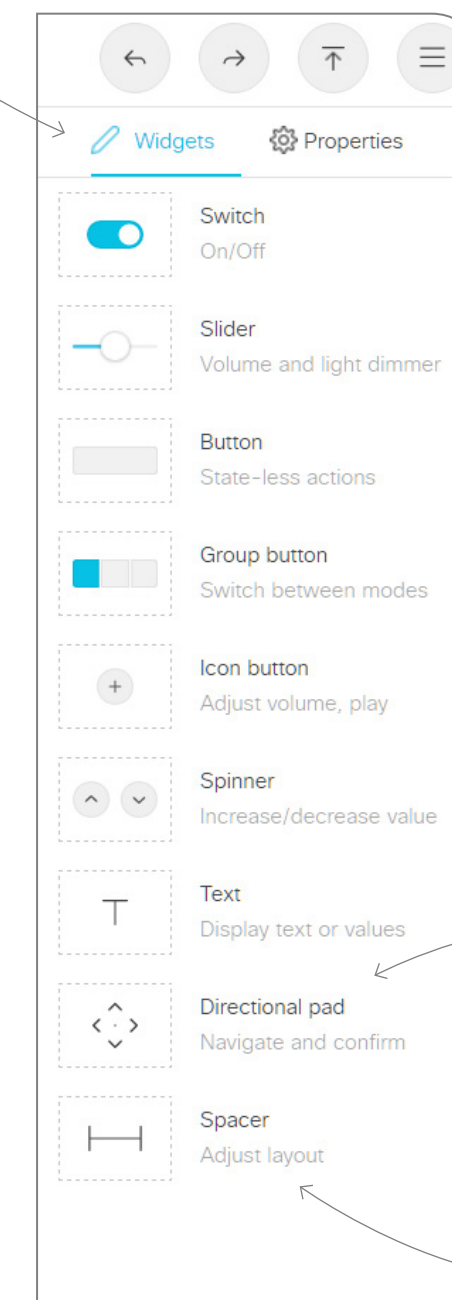 Widgets Properties
Switch
On/Off
Slider
Volume and light dimmer
Button
State-less actions
Group button
Switch between modes
Icon button
Adjust volume, play
Spinner
Increase/decrease value
Text
Display text or values
Directional pad
Navigate and confirm
Spacer
Adjust layout